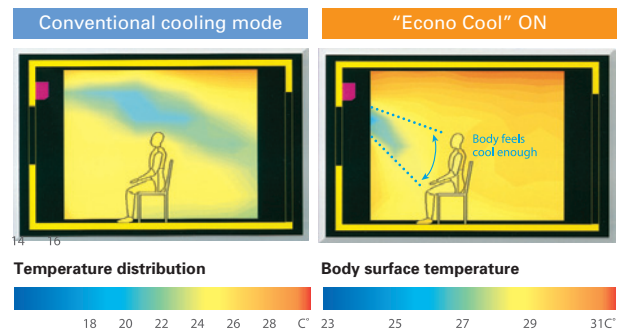 Conventional cooling mode
“Econo Cool” ON
Body feels
cool enough
14 16
Temperature distribution
Body surface temperature
18 20 22 24 26 28 C°
23 25 27 29 31C°